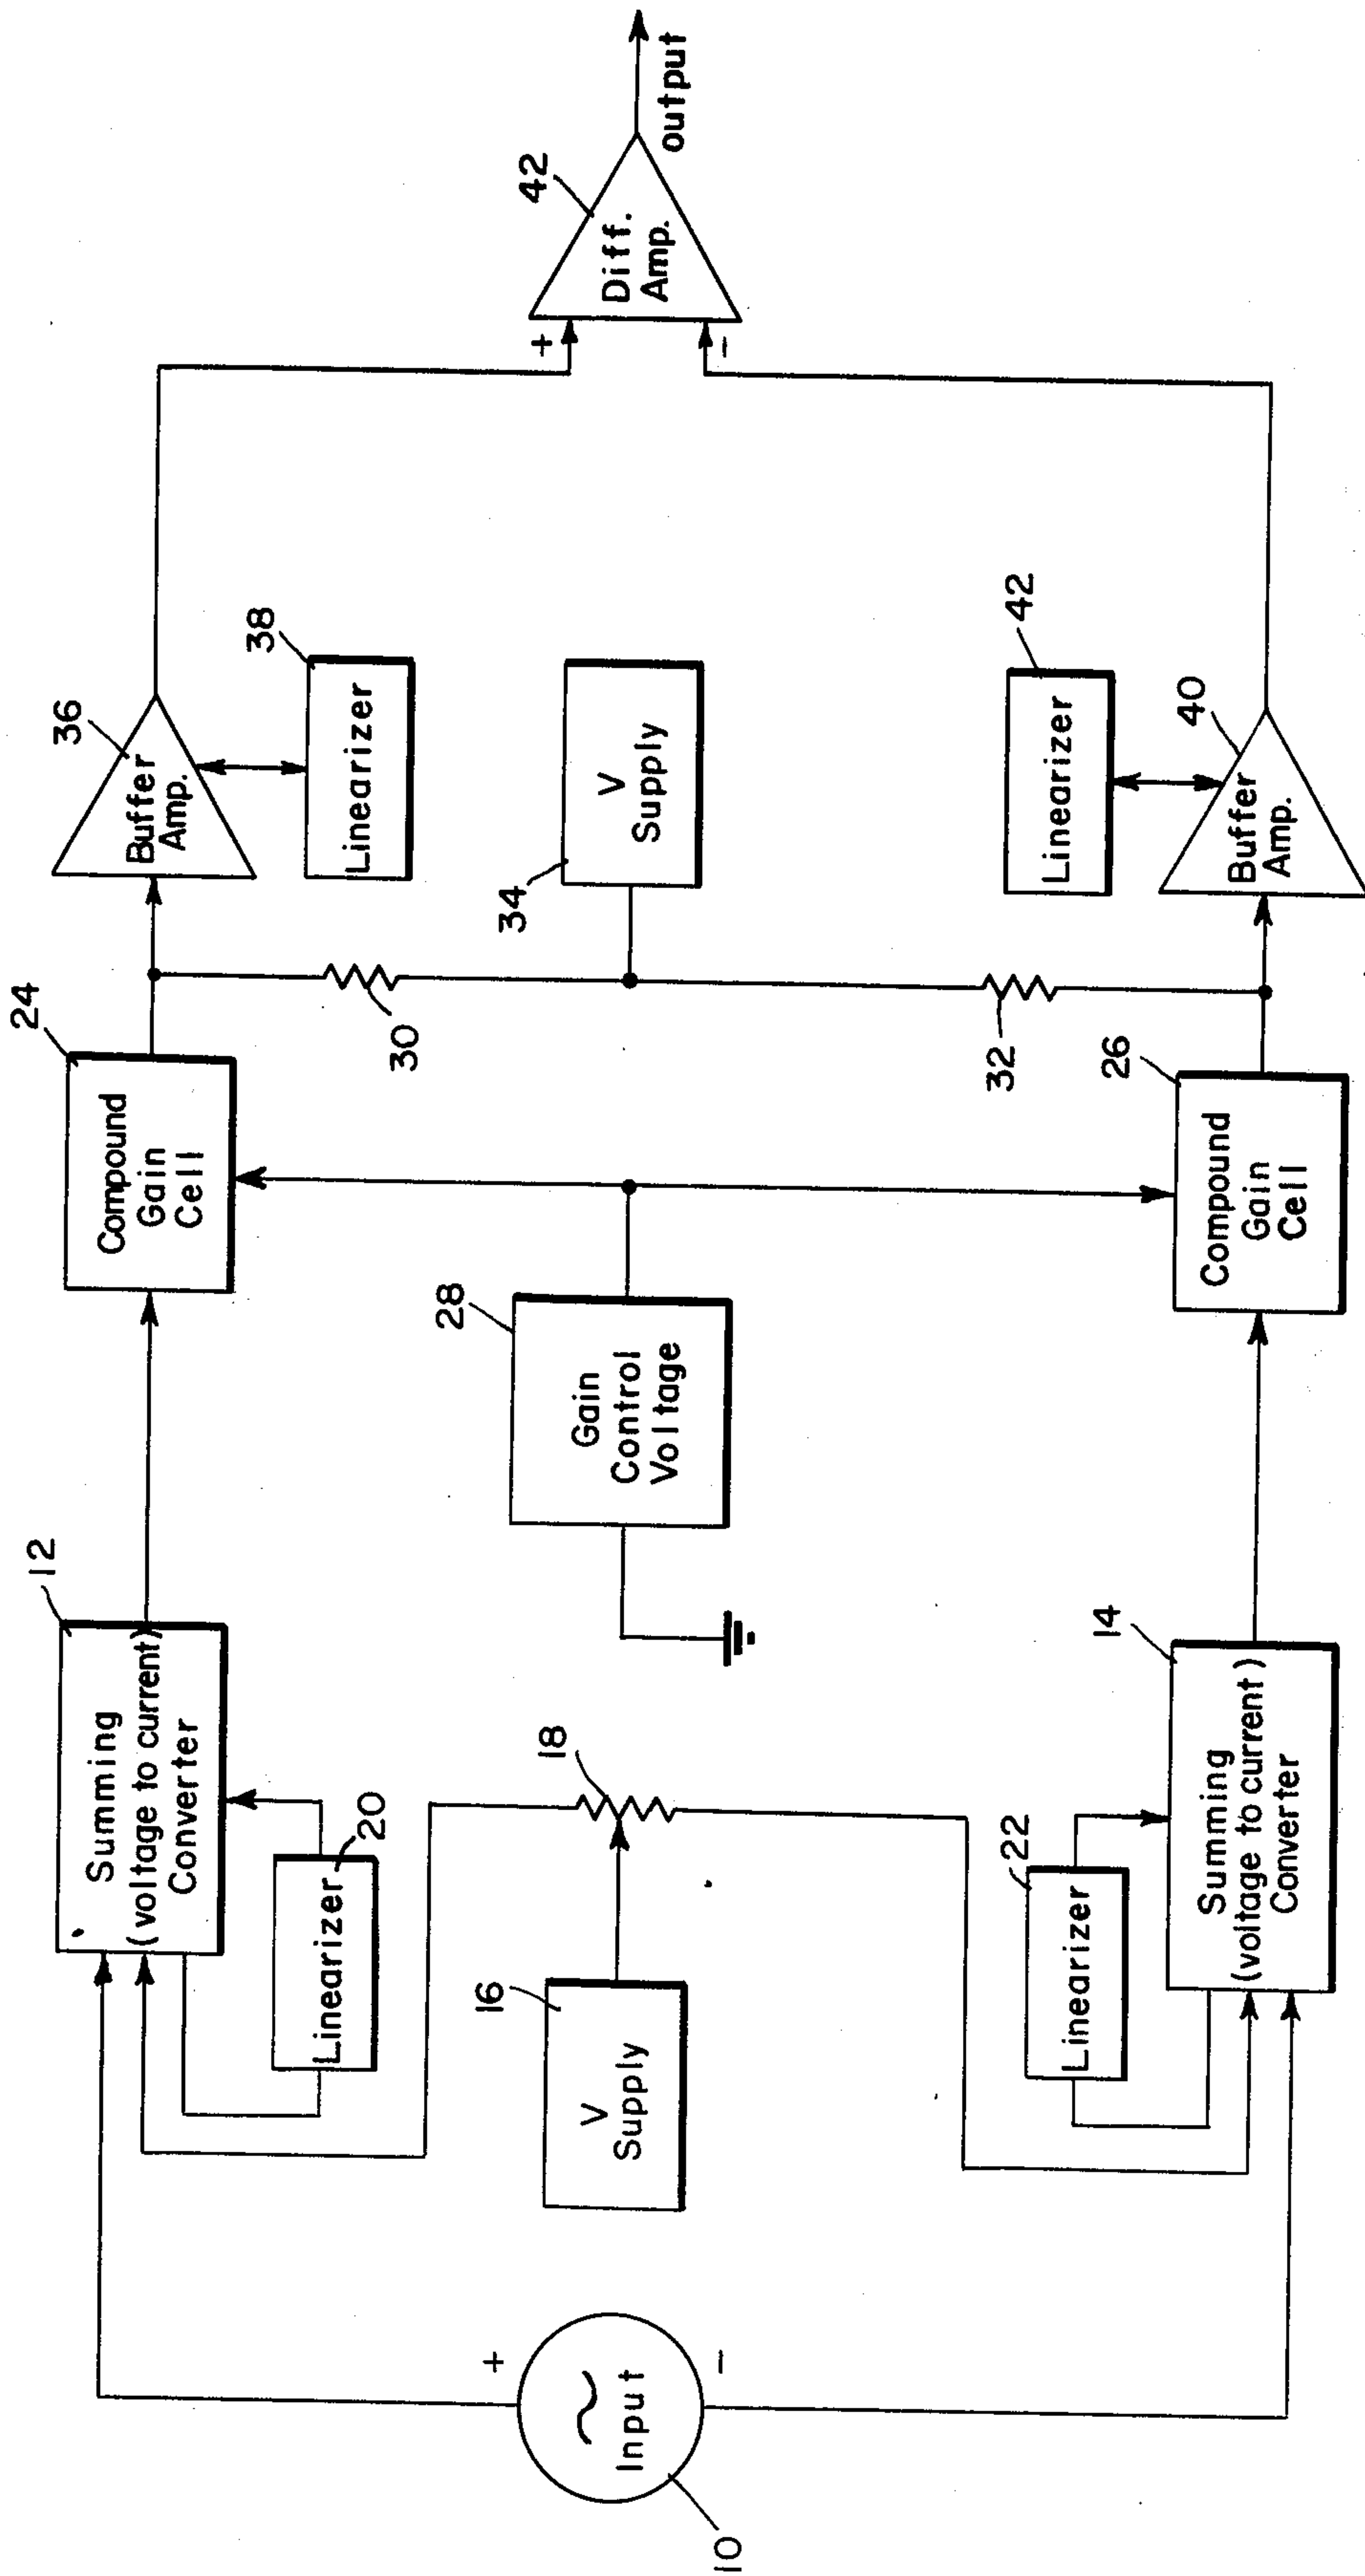 10
Input
+
-
12
Summing
(voltage to current)
Converter
20
Linearizer
16
V
Supply
18
22
Linearizer
14
Summing
(voltage to current)
Converter
28
Gain
Control
Voltage
24
Compound
Gain
Cell
26
Compound
Gain
Cell
30
32
34
V
Supply
36
Buffer
Amp.
38
Linearizer
42
Linearizer
40
Buffer
Amp.
+
-
42
Diff.
Amp.
output